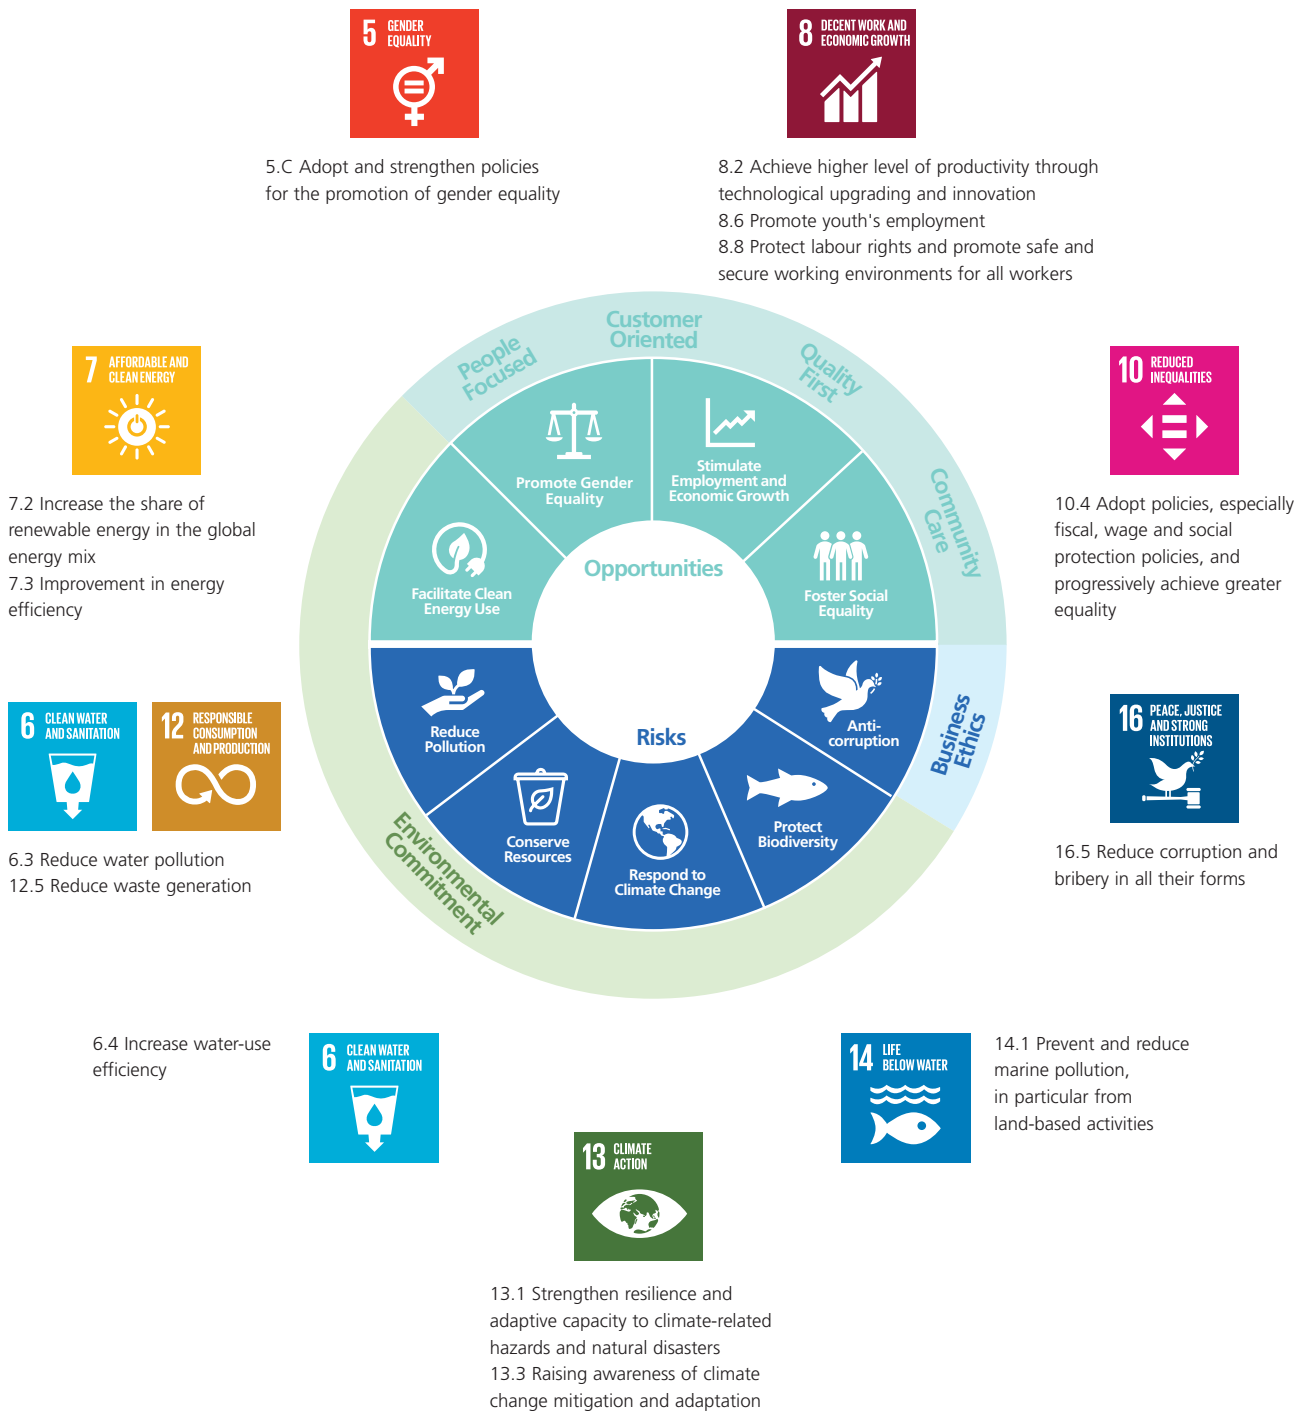 5 GENDER
EQUALITY
5.C Adopt and strengthen policies
for the promotion of gender equality
8 DECENT WORK AND
ECONOMIC GROWTH
8.2 Achieve higher level of productivity through
technological upgrading and innovation
8.6 Promote youth's employment
8.8 Protect labour rights and promote safe and
secure working environments for all workers
7 AFFORDABLE AND
CLEAN ENERGY
7.2 Increase the share of
renewable energy in the global
energy mix
7.3 Improvement in energy
efficiency
People
Focused
Customer
Oriented
Quality
First
Community
Care
Business
Ethics
Environmental
Commitment
Promote Gender
Equality
Stimulate
Employment and
Economic Growth
Facilitate Clean
Energy Use
Foster Social
Equality
Opportunities
Risks
Reduce
Pollution
Conserve
Resources
Respond to
Climate Change
Protect
Biodiversity
Anti-
corruption
10 REDUCED
INEQUALITIES
10.4 Adopt policies, especially
fiscal, wage and social
protection policies, and
progressively achieve greater
equality
6 CLEAN WATER
AND SANITATION
12 RESPONSIBLE
CONSUMPTION
AND PRODUCTION
6.3 Reduce water pollution
12.5 Reduce waste generation
16 PEACE, JUSTICE
AND STRONG
INSTITUTIONS
16.5 Reduce corruption and
bribery in all their forms
6.4 Increase water-use
efficiency
6 CLEAN WATER
AND SANITATION
14 LIFE
BELOW WATER
14.1 Prevent and reduce
marine pollution,
in particular from
land-based activities
13 CLIMATE
ACTION
13.1 Strengthen resilience and
adaptive capacity to climate-related
hazards and natural disasters
13.3 Raising awareness of climate
change mitigation and adaptation